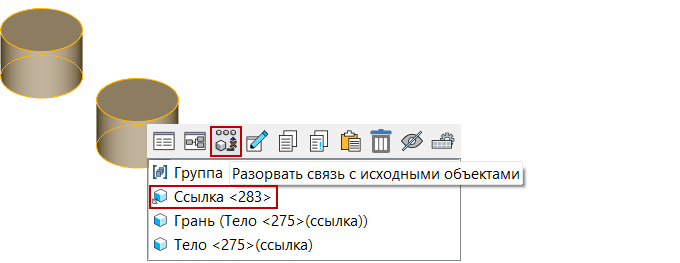 Группа
Разорвать связь с исходными объектами
Ссылка <283>
Грань (Тело <275>(ссылка))
Тело <275>(ссылка)